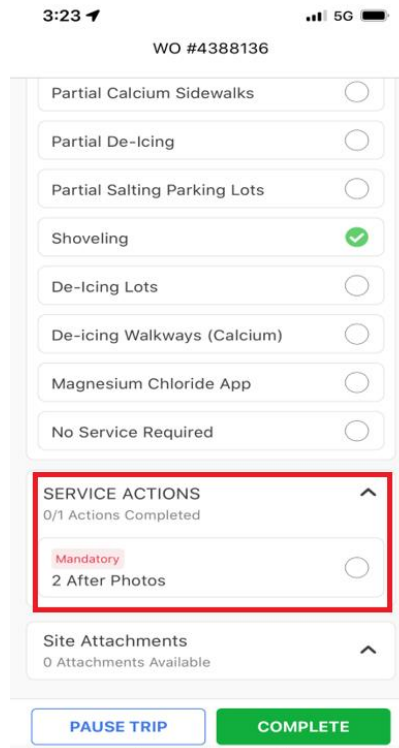 3:23
5G
WO #4388136
Partial Calcium Sidewalks
Partial De-Icing
Partial Salting Parking Lots
Shoveling
De-Icing Lots
De-icing Walkways (Calcium)
Magnesium Chloride App
No Service Required
SERVICE ACTIONS
0/1 Actions Completed
Mandatory
2 After Photos
Site Attachments
0 Attachments Available
PAUSE TRIP
COMPLETE